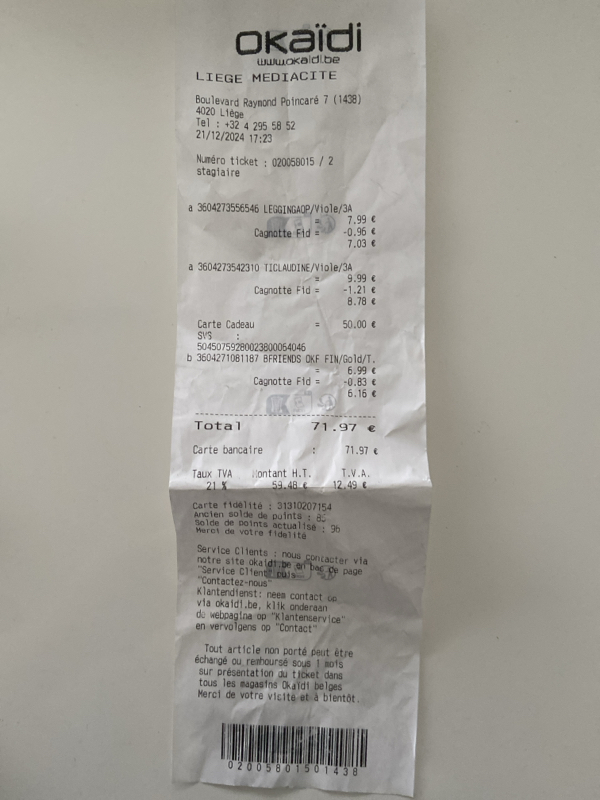 OKAÏDI
www.okaidi.be
LIEGE MEDIACITE
Boulevard Raymond Poincaré 7 (1438)
4020 Liége
Tel : +32 4 295 58 52
21/12/2024 17:23
Numéro ticket : 020058015 / 2
stagiaire
a 3604273556546 LEGGINGAOP/Viole/3A
= 7.99 €
Cagnotte Fid = -0.96 €
7.03 €
a 3604273542310 TICLAUDINE/Viole/3A
= 9.99 €
Cagnotte Fid = -1.21 €
8.78 €
Carte Cadeau = 50.00 €
SVS :
50450759280023800064046
b 3604271081187 BFRIENDS OKF FIN/Gold/T.
= 6.99 €
Cagnotte Fid = -0.83 €
6.16 €
Total 71.97 €
Carte bancaire : 71.97 €
Taux TVA Montant H.T. T.V.A.
21 % 59.48 € 12.49 €
Carte fidélité : 31310207154
Ancien solde de points : 85
Solde de points actualisé : 96
Merci de votre fidelité
Service Clients : nous contacter via
notre site okaidi.be en bas de page
"Service Client" puis
"Contactez-nous"
Klantendienst: neem contact op
via okaidi.be, klik onderaan
de webpagina op "Klantenservice"
en vervolgens op "Contact"
Tout article non porté peut être
échangé ou remboursé sous 1 mois
sur présentation du ticket dans
tous les magasins Okaïdi belges
Merci de votre visite et à bientôt.
02005801501438